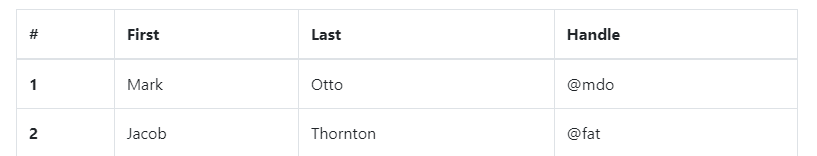 # First Last Handle
1 Mark Otto @mdo
2 Jacob Thornton @fat